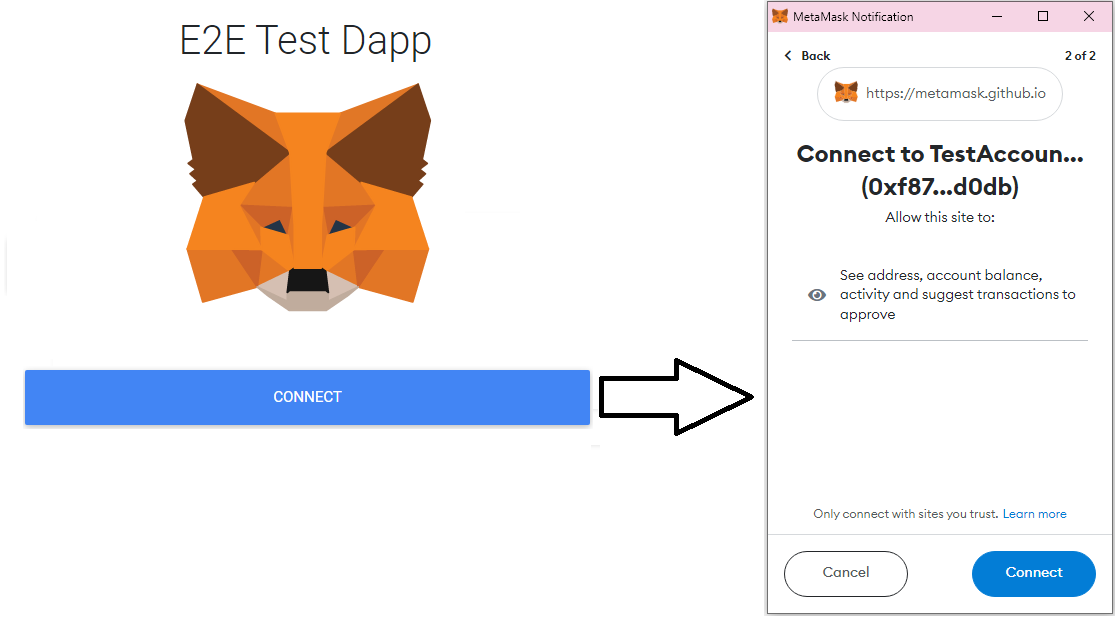 E2E Test Dapp
CONNECT
MetaMask Notification
Back
2 of 2
https://metamask.github.io
Connect to TestAccoun...
(0xf87...d0db)
Allow this site to:
See address, account balance,
activity and suggest transactions to
approve
Only connect with sites you trust. Learn more
Cancel
Connect